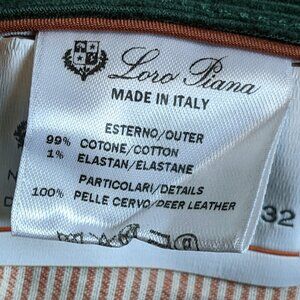 Loro Piana
MADE IN ITALY
ESTERNO/OUTER
99% COTONE/COTTON
1% ELASTAN/ELASTANE
PARTICOLARI/DETAILS
100% PELLE CERVO/DEER LEATHER
32